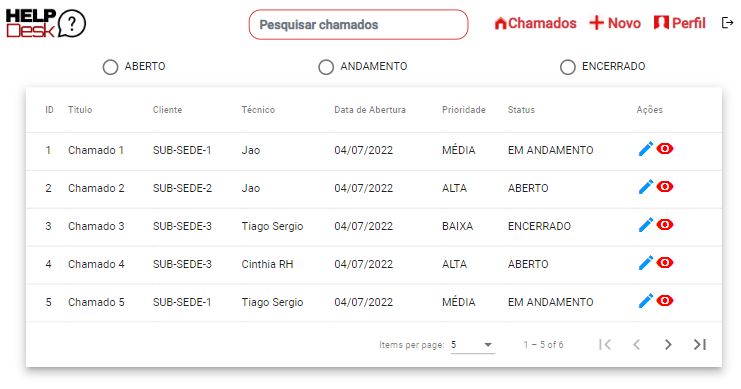 HELP
Desk ?
Pesquisar chamados
Chamados Novo Perfil
ABERTO ANDAMENTO ENCERRADO
ID Titulo Cliente Técnico Data de Abertura Prioridade Status Ações
1 Chamado 1 SUB-SEDE-1 Jao 04/07/2022 MÉDIA EM ANDAMENTO
2 Chamado 2 SUB-SEDE-2 Jao 04/07/2022 ALTA ABERTO
3 Chamado 3 SUB-SEDE-3 Tiago Sergio 04/07/2022 BAIXA ENCERRADO
4 Chamado 4 SUB-SEDE-3 Cinthia RH 04/07/2022 ALTA ABERTO
5 Chamado 5 SUB-SEDE-1 Tiago Sergio 04/07/2022 MÉDIA EM ANDAMENTO
Items per page: 5 1 – 5 of 6